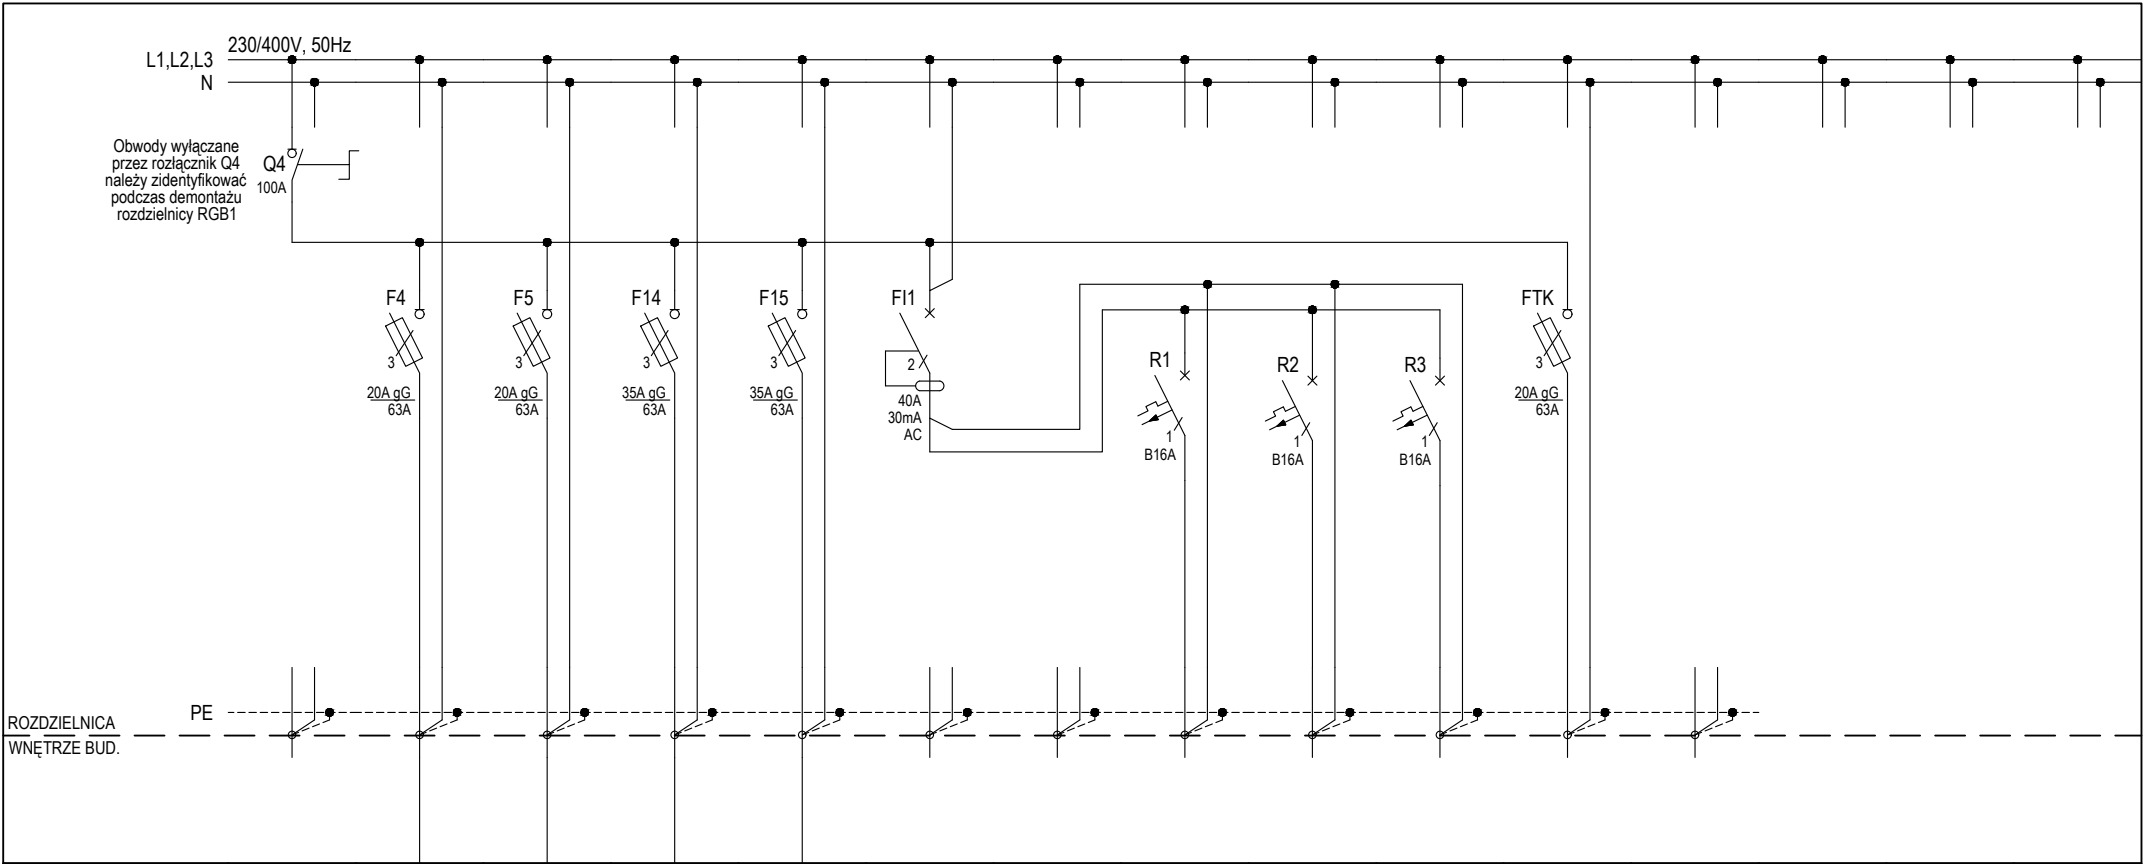 230/400V, 50Hz
L1,L2,L3
N
Obwody wyłączane
przez rozłącznik Q4
należy zidentyfikować
podczas demontażu
rozdzielnicy RGB1
Q4
100A
F4
3
20A gG
63A
F5
3
20A gG
63A
F14
3
35A gG
63A
F15
3
35A gG
63A
FI1
2
40A
30mA
AC
R1
1
B16A
R2
1
B16A
R3
1
B16A
FTK
3
20A gG
63A
PE
ROZDZIELNICA
WNĘTRZE BUD.